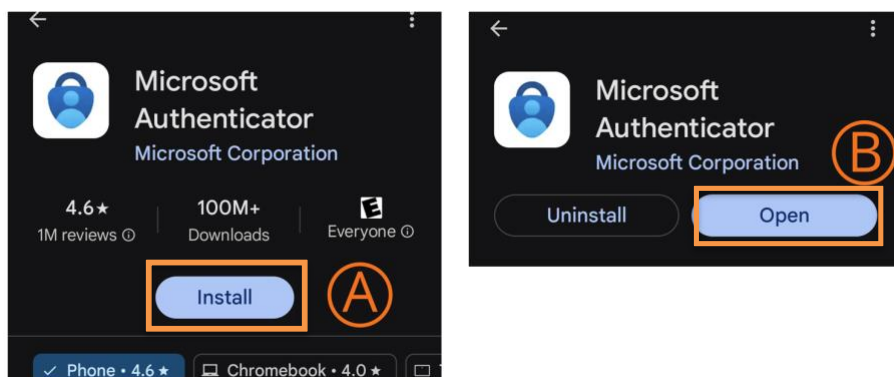 Microsoft
Authenticator
Microsoft Corporation
4.6★
1M reviews
100M+
Downloads
E
Everyone
Install
A
Phone • 4.6 ★
Chromebook • 4.0 ★
Microsoft
Authenticator
Microsoft Corporation
B
Uninstall
Open